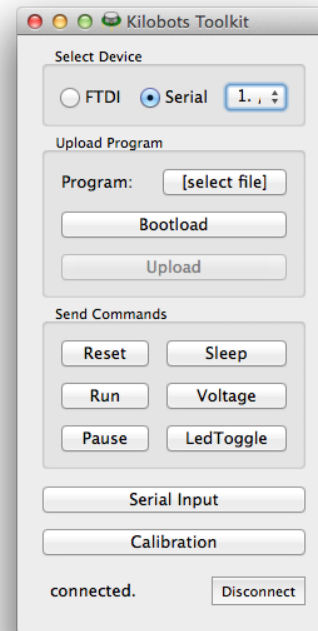 Kilobots Toolkit
Select Device
FTDI Serial 1. ,
Upload Program
Program: [select file]
Bootload
Upload
Send Commands
Reset Sleep
Run Voltage
Pause LedToggle
Serial Input
Calibration
connected. Disconnect